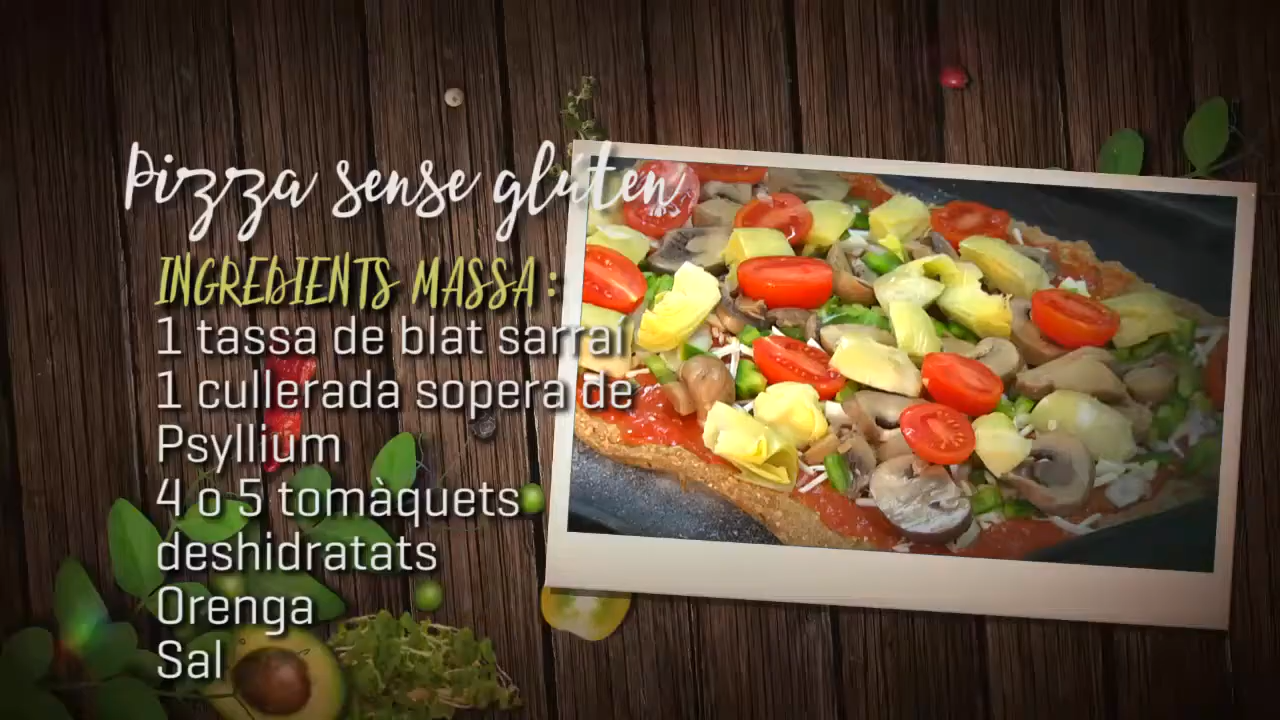 Pizza sense glúten
INGREDIENTS MASSA:
1 tassa de blat sarraí
1 cullerada sopera de
Psyllium
4 o 5 tomàquets
deshidratats
Orenga
Sal